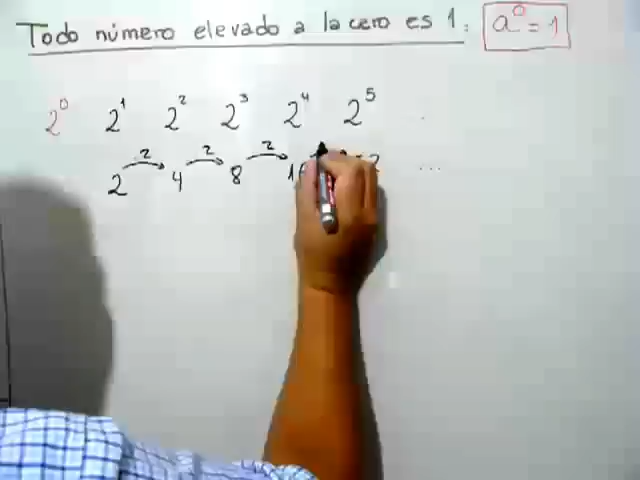 Todo número elevado a la cero es 1. a⁰ = 1
2⁰ 2¹ 2² 2³ 2⁴ 2⁵ .
2 2 2
2 4 8 ...